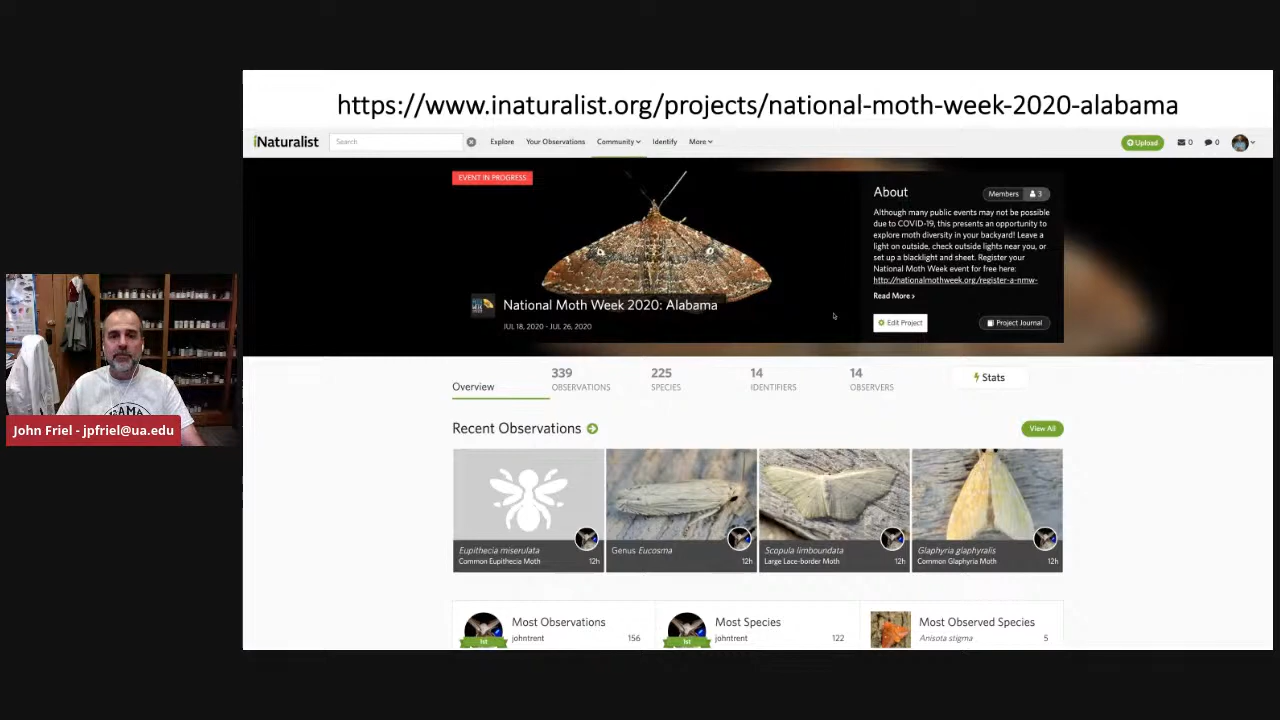 https://www.inaturalist.org/projects/national-moth-week-2020-alabama
iNaturalist
Search
Explore
Your Observations
Community
Identify
More
Upload
0
0
EVENT IN PROGRESS
National Moth Week 2020: Alabama
JUL 18, 2020 - JUL 26, 2020
About
Members 3
Although many public events may not be possible
due to COVID-19, this presents an opportunity to
explore moth diversity in your backyard! Leave a
light on outside, check outside lights near you, or
set up a blacklight and sheet. Register your
National Moth Week event for free here:
http://nationalmothweek.org/register-a-nmw-
Read More >
Edit Project
Project Journal
John Friel - jpfriel@ua.edu
Overview
339
OBSERVATIONS
225
SPECIES
14
IDENTIFIERS
14
OBSERVERS
Stats
Recent Observations
View All
Eupithecia miserulata
Common Eupithecia Moth 12h
Genus Eucosma
12h
Scopula limboundata
Large Lace-border Moth 12h
Glaphyria glaphyralis
Common Glaphyria Moth 12h
1st
Most Observations
johntrent 156
1st
Most Species
johntrent 122
Most Observed Species
Anisota stigma 5